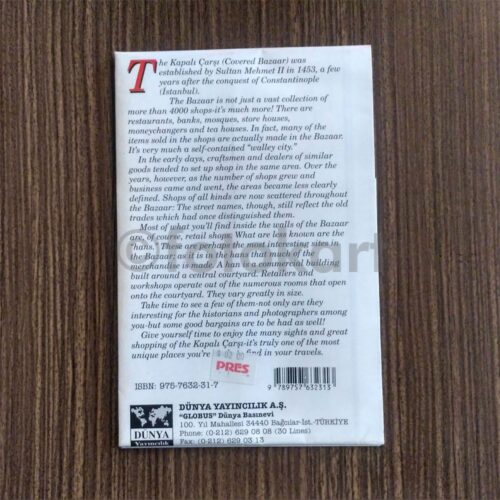 The Kapalı Çarşı (Covered Bazaar) was
established by Sultan Mehmet II in 1453, a few
years after the conquest of Constantinople
(Istanbul).
The Bazaar is not just a vast collection of
more than 4000 shops-it's much more! There are
restaurants, banks, mosques, store houses,
moneychangers and tea houses. In fact, many of the
items sold in the shops are actually made in the Bazaar.
It's very much a self-contained "walley city."
In the early days, craftsmen and dealers of similar
goods tended to set up shop in the same area. Over the
years, however, as the number of shops grew and
business came and went, the areas became less clearly
defined. Shops of all kinds are now scattered throughout
the Bazaar: The street names, though, still reflect the old
trades which had once distinguished them.
Most of what you'll find inside the walls of the Bazaar
are, of course, retail shops. What are less known are the
"hans." These are perhaps the most interesting part of
the Bazaar, as it is in the han that much of the
merchandise is made. A han is a commercial building
built around a central courtyard. Retailers and
workshops operate out of the numerous rooms that open
onto the courtyard. They vary greatly in size.
Take time to see a few of them-not only are they
interesting for the historians and photographers among
you-but some good bargains are to be had as well!
Give yourself time to enjoy the many sights and great
shopping of the Kapalı Çarşı-it's truly one of the most
unique places you're find in your travels.
PRES
ISBN: 975-7632-31-7
9 789757 632313
DÜNYA YAYINCILIK A.Ş.
"GLOBUS" Dünya Basınevi
100. Yıl Mahallesi 34440 Bağcılar-İst.-TÜRKİYE
Phone: (0-212) 629 08 08 (30 Lines)
Fax: (0-212) 629 03 13
DÜNYA
Yayıncılık
©fotokart